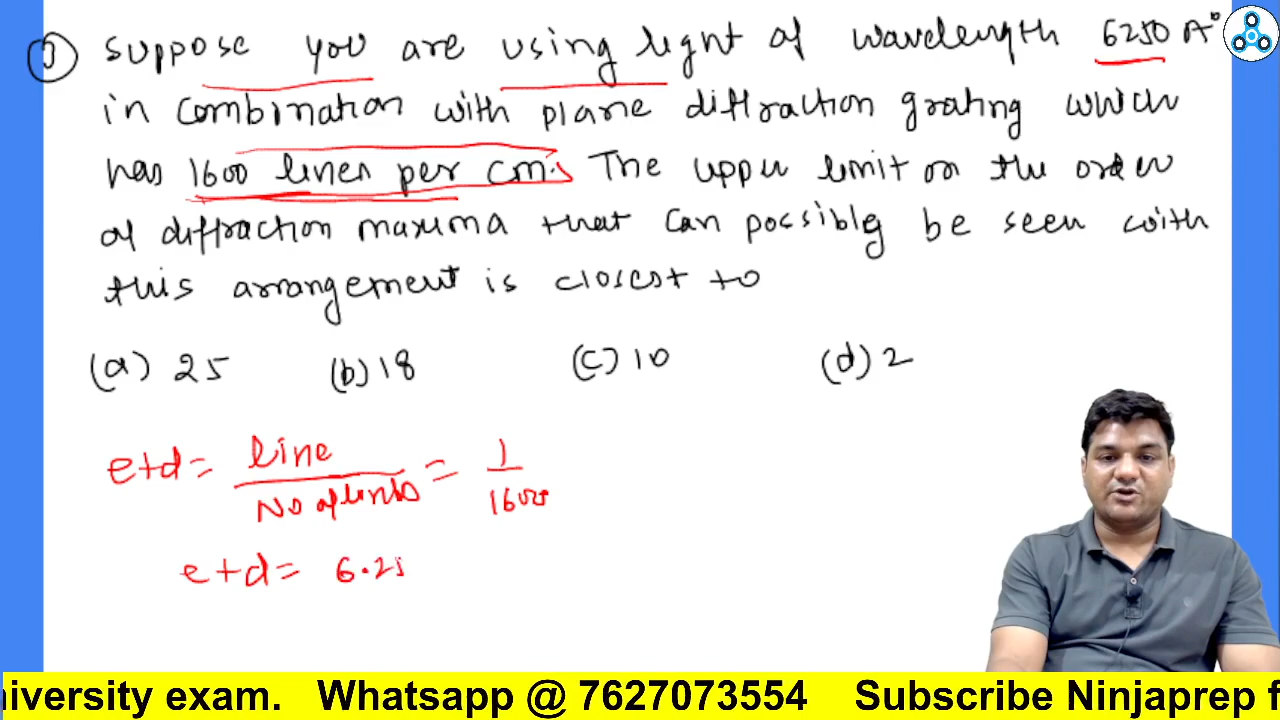 ① Suppose you are using light of wavelength 6250 A°
in combination with plane diffraction grating which
has 1600 lines per cm. The upper limit on the order
of diffraction maxima that can possibly be seen with
this arrangement is closest to
(a) 25 (b) 18 (c) 10 (d) 2
e+d = line / No of lines = 1 / 1600
e+d = 6.25
niversity exam. Whatsapp @ 7627073554 Subscribe Ninjaprep f